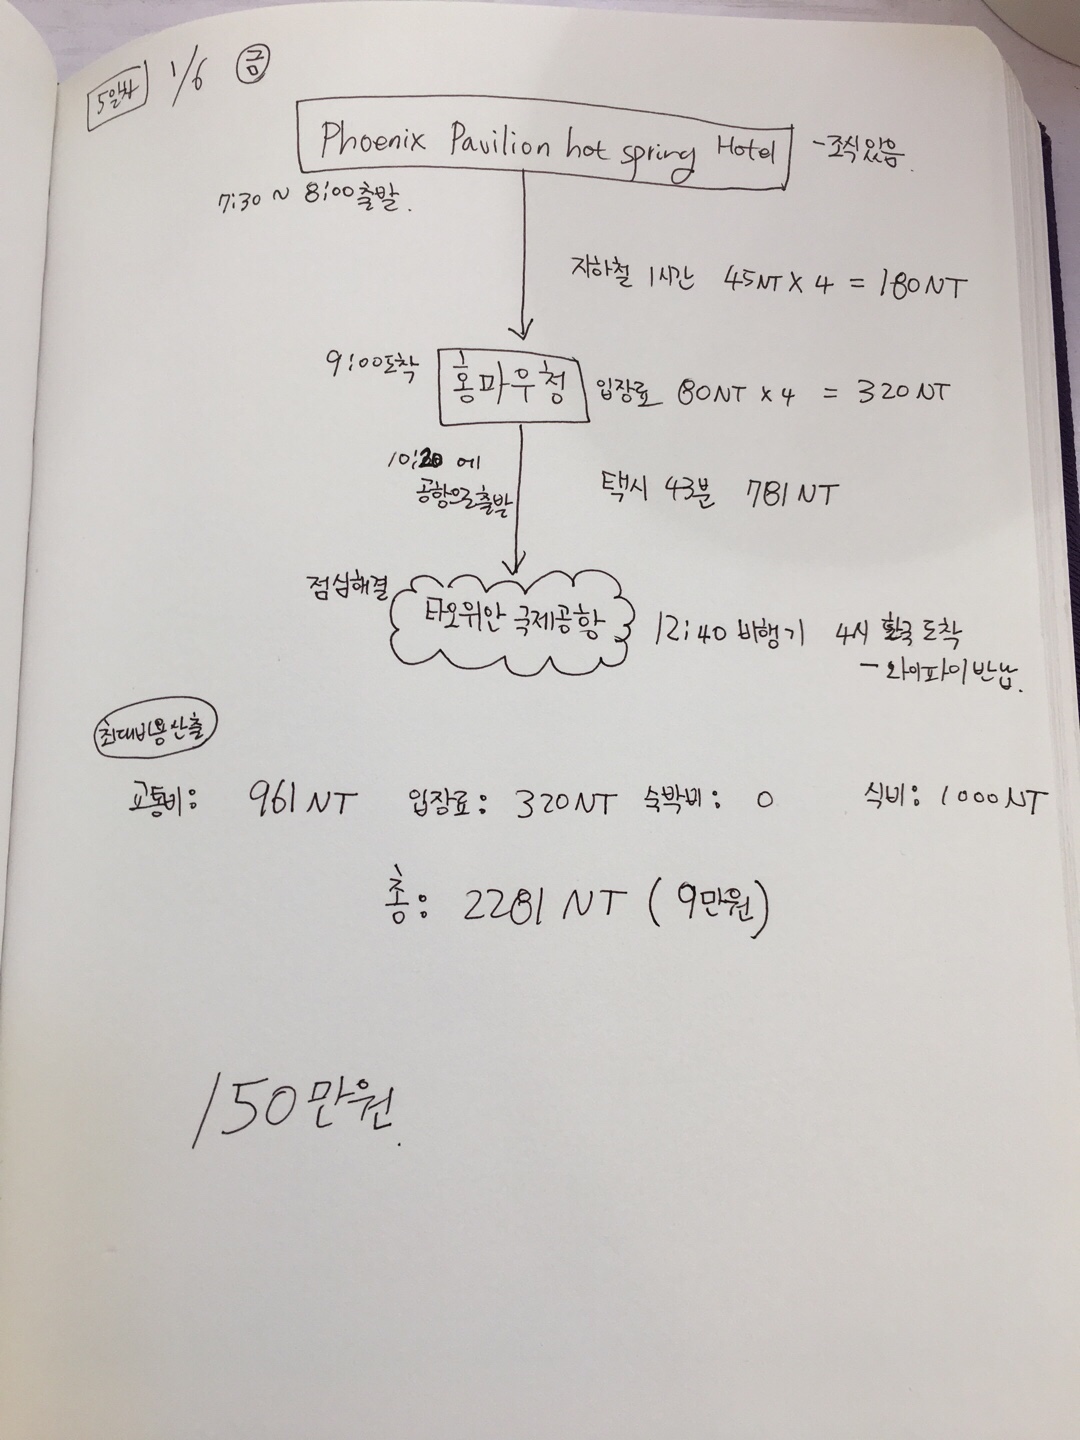 5일차 1/6 금
Phoenix Pavilion hot spring Hotel -조식있음.
7:30 ~ 8:00출발.
지하철 1시간 45NT X 4 = 180NT
9:00도착 홍마우청 입장료 80NT x 4 = 320NT
10:20에
공항으로출발
택시 43분 781NT
점심해결
타오위안 국제공항 12:40 비행기 4시 한국 도착
- 와이파이반납.
최대비용산출
교통비: 961NT 입장료: 320NT 숙박비: 0 식비: 1000NT
총: 2281NT (9만원)
150만원.